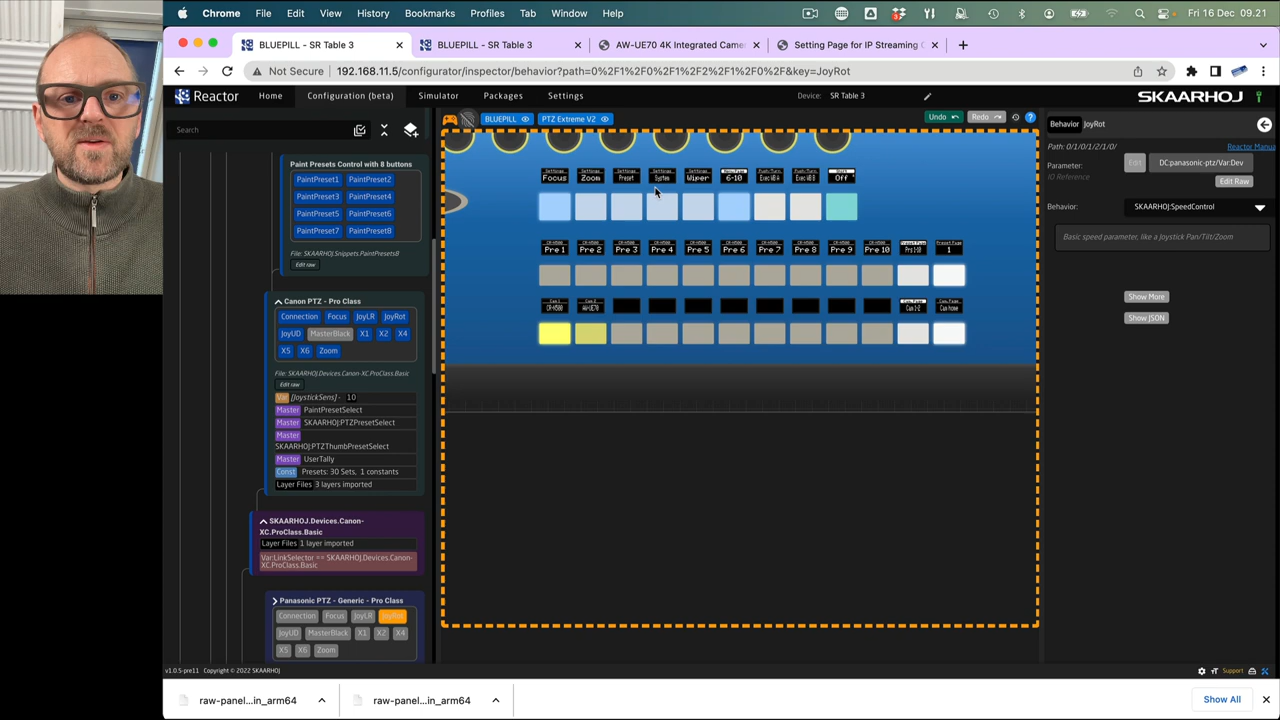 Chrome File Edit View History Bookmarks Profiles Tab Window Help Fri 16 Dec 09.21
BLUEPILL - SR Table 3 × BLUEPILL - SR Table 3 × AW-UE70 4K Integrated Came × Setting Page for IP Streaming C × +
Not Secure 192.168.11.5/configurator/inspector/behavior?path=0%2F1%2F0%2F1%2F2%2F1%2F0%2F&key=JoyRot
Reactor Home Configuration (beta) Simulator Packages Settings Device: SR Table 3 SKAARHOJ
Search
BLUEPILL PTZ Extreme V2 Undo Redo ?
Behavior JoyRot
Path: 0/1/0/1/2/1/0/ Reactor Manua
Parameter: Edit DC:panasonic-ptz/Var:Dev
IO Reference
Edit Raw
Behavior: SKAARHOJ:SpeedControl
Basic speed parameter, like a Joystick Pan/Tilt/Zoom
Show More
Show JSON
Paint Presets Control with 8 buttons
PaintPreset1 PaintPreset2
PaintPreset3 PaintPreset4
PaintPreset5 PaintPreset6
PaintPreset7 PaintPreset8
File: SKAARHOJ.Snippets.PaintPresets8
Edit raw
Canon PTZ - Pro Class
Connection Focus JoyLR JoyRot
JoyUD MasterBlack X1 X2 X4
X5 X6 Zoom
File: SKAARHOJ.Devices.Canon-XC.ProClass.Basic
Edit raw
Var [JoystickSens] - 10
Master PaintPresetSelect
Master SKAARHOJ:PTZPresetSelect
Master
SKAARHOJ:PTZThumbPresetSelect
Master UserTally
Const Presets: 30 Sets, 1 constants
Layer Files 3 layers imported
SKAARHOJ.Devices.Canon-
XC.ProClass.Basic
Layer Files 1 layer imported
Var:LinkSelector == SKAARHOJ.Devices.Canon-
XC.ProClass.Basic
Panasonic PTZ - Generic - Pro Class
Connection Focus JoyLR JoyRot
JoyUD MasterBlack X1 X2 X4
X5 X6 Zoom
Focus Zoom Preset System Wiper 6-10 Off
Pre 1 Pre 2 Pre 3 Pre 4 Pre 5 Pre 6 Pre 7 Pre 8 Pre 9 Pre 10 1
CR-N500 AW-UE70
v1.0.5-pre11 Copyright © 2022 SKAARHOJ Support
raw-panel...in_arm64 raw-panel...in_arm64 Show All ×